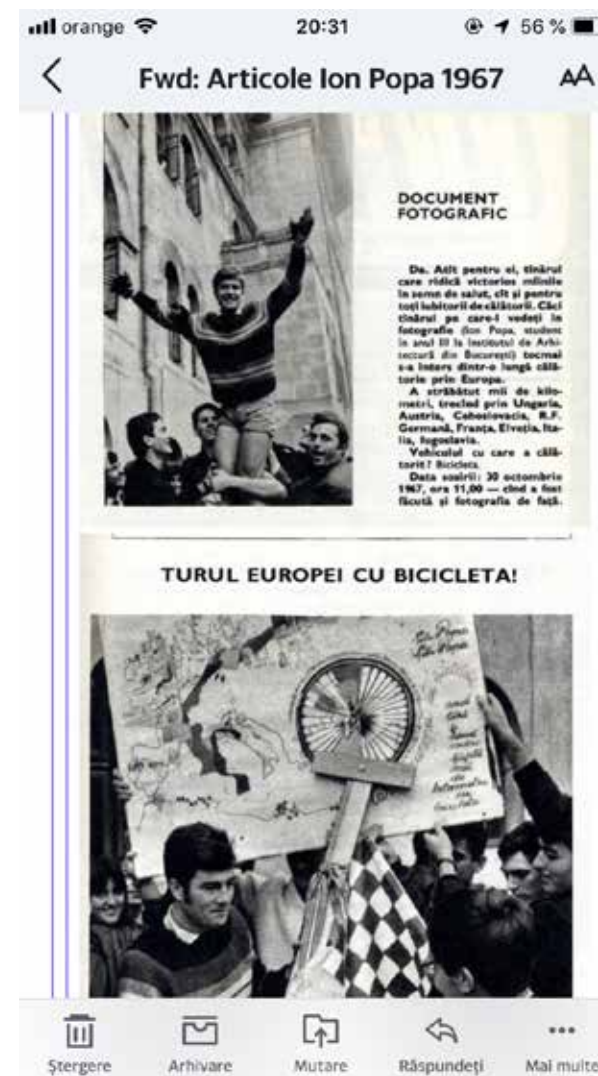 orange 20:31 56 %
Fwd: Articole Ion Popa 1967 AA
DOCUMENT
FOTOGRAFIC
Da. Atît pentru ei, tînărul
care ridică victorios mîinile
în semn de salut, cît și pentru
toți iubitorii de călătorii. Căci
tînărul pe care-l vedeți în
fotografie (Ion Popa, student
în anul III la Institutul de Arhi-
tectură din București) tocmai
s-a întors dintr-o lungă călă-
torie prin Europa.
A străbătut mii de kilo-
metri, trecînd prin Ungaria,
Austria, Cehoslovacia, R.F.
Germană, Franța, Elveția, Ita-
lia, Iugoslavia.
Vehiculul cu care a călă-
torit? Bicicleta.
Data sosirii: 30 octombrie
1967, ora 11,00 — cînd a fost
făcută și fotografia de față.
TUROL EUROPEI CU BICICLETA!
Ștergere Arhivare Mutare Răspundeți Mai multe